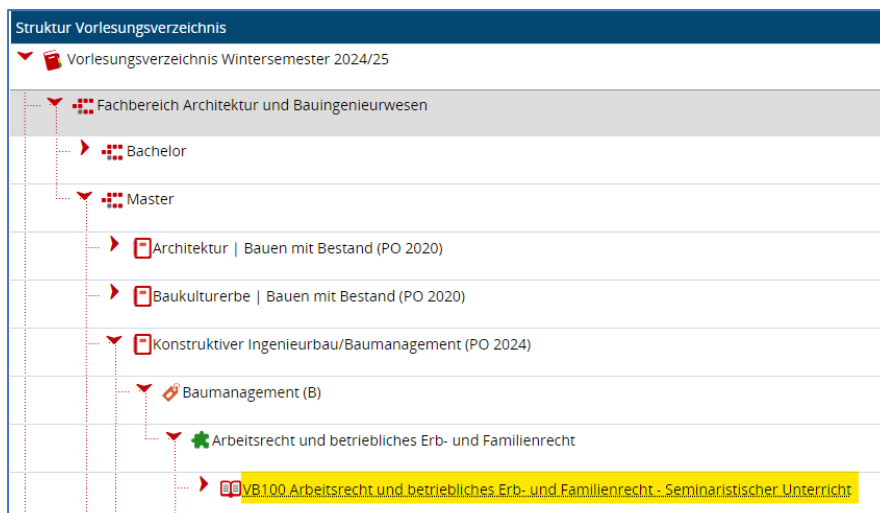 Struktur Vorlesungsverzeichnis
Vorlesungsverzeichnis Wintersemester 2024/25
Fachbereich Architektur und Bauingenieurwesen
Bachelor
Master
Architektur | Bauen mit Bestand (PO 2020)
Baukulturerbe | Bauen mit Bestand (PO 2020)
Konstruktiver Ingenieurbau/Baumanagement (PO 2024)
Baumanagement (B)
Arbeitsrecht und betriebliches Erb- und Familienrecht
VB100 Arbeitsrecht und betriebliches Erb- und Familienrecht - Seminaristischer Unterricht